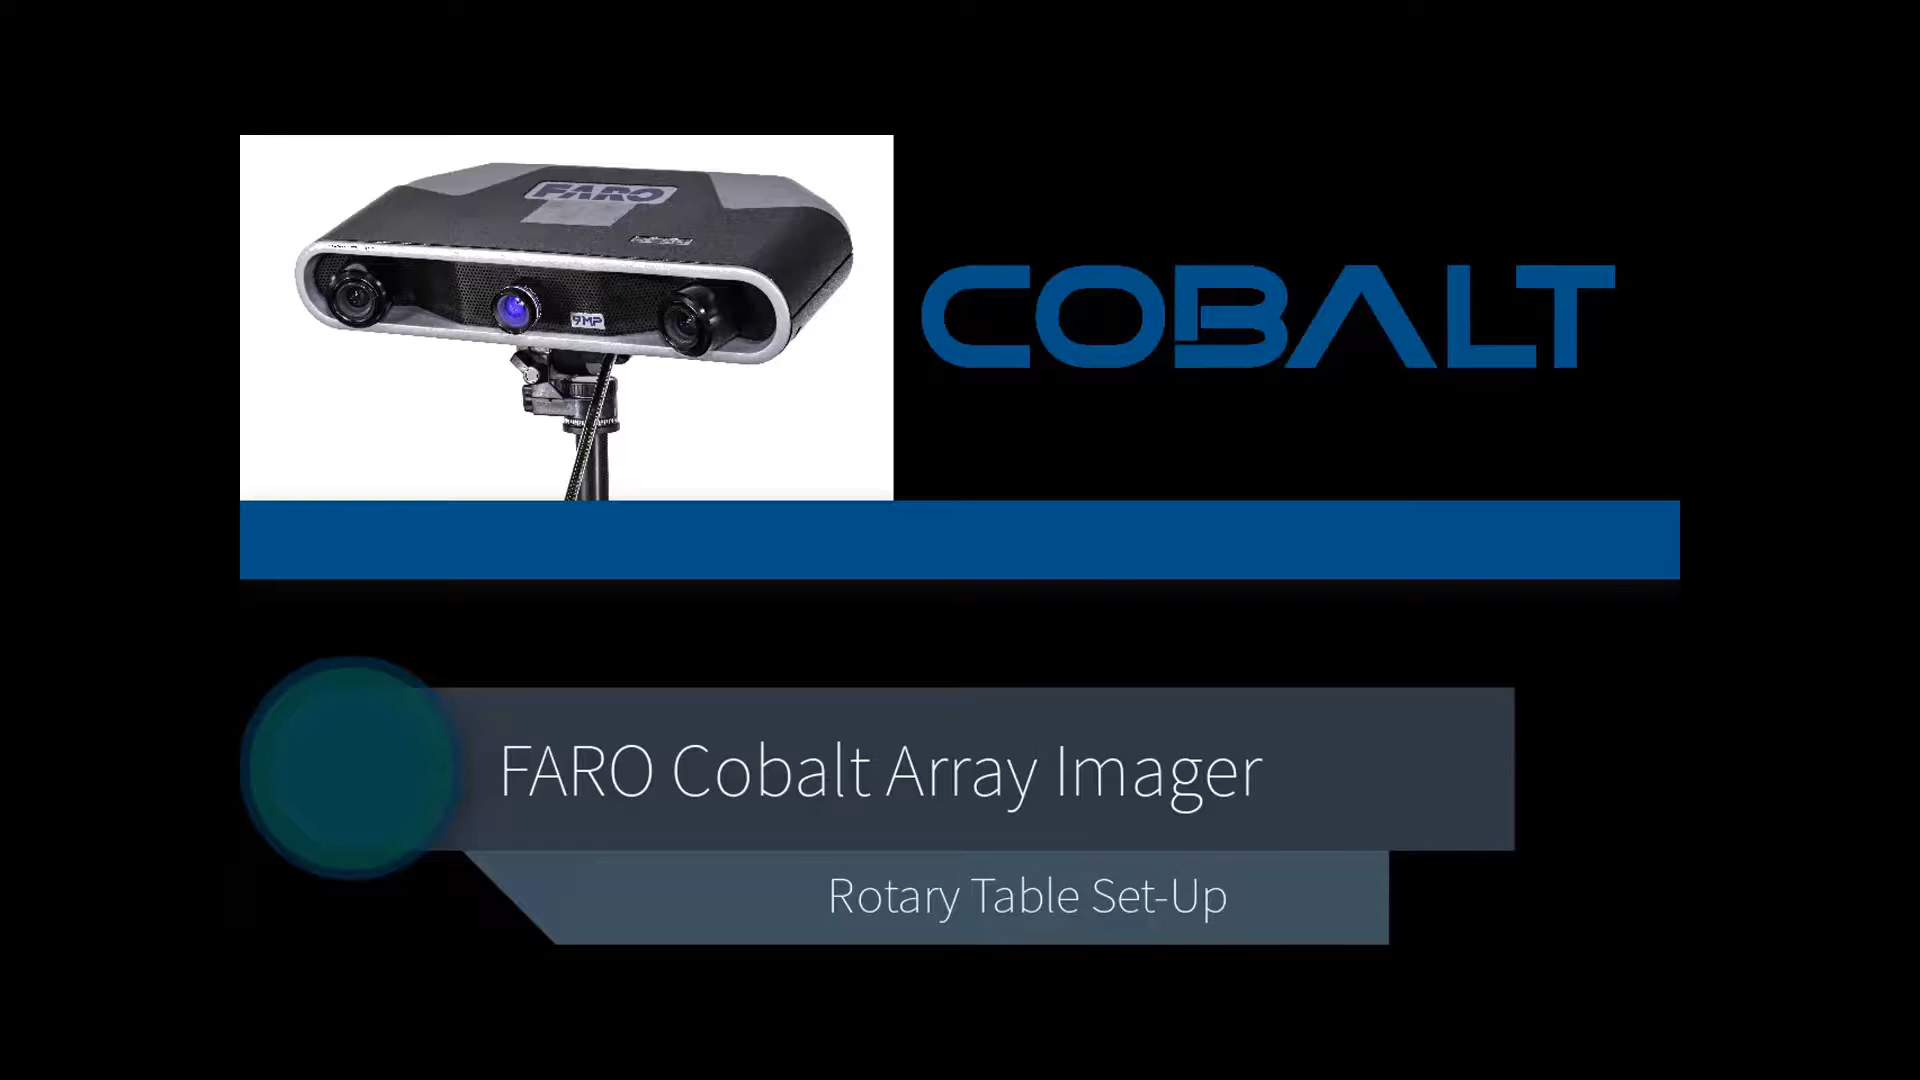 FARO
9MP
COBALT
FARO Cobalt Array Imager
Rotary Table Set-Up